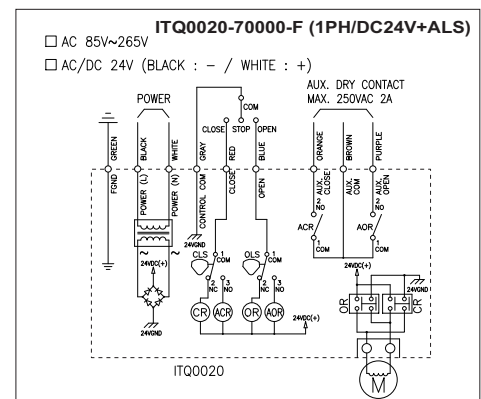 ITQ0020-70000-F (1PH/DC24V+ALS)
AC 85V~265V
AC/DC 24V (BLACK : - / WHITE : +)
AUX. DRY CONTACT
MAX. 250VAC 2A
POWER
COM
CLOSE STOP OPEN
GREEN
BLACK
WHITE
GRAY
RED
BLUE
ORANGE
BROWN
PURPLE
FGND
POWER (L)
POWER (N)
CONTROL COM
CLOSE
OPEN
AUX. CLOSE
AUX. COM
AUX. OPEN
2
NO
2
NO
ACR
AOR
1
COM
1
COM
24VGND
~ ~
24VDC(+)
CLS
1
COM
OLS
1
COM
2
NC
3
NO
2
NC
3
NO
CR
ACR
OR
AOR
24VDC(+)
24VGND
24VDC(+)
24VGND
OR
CR
M
ITQ0020